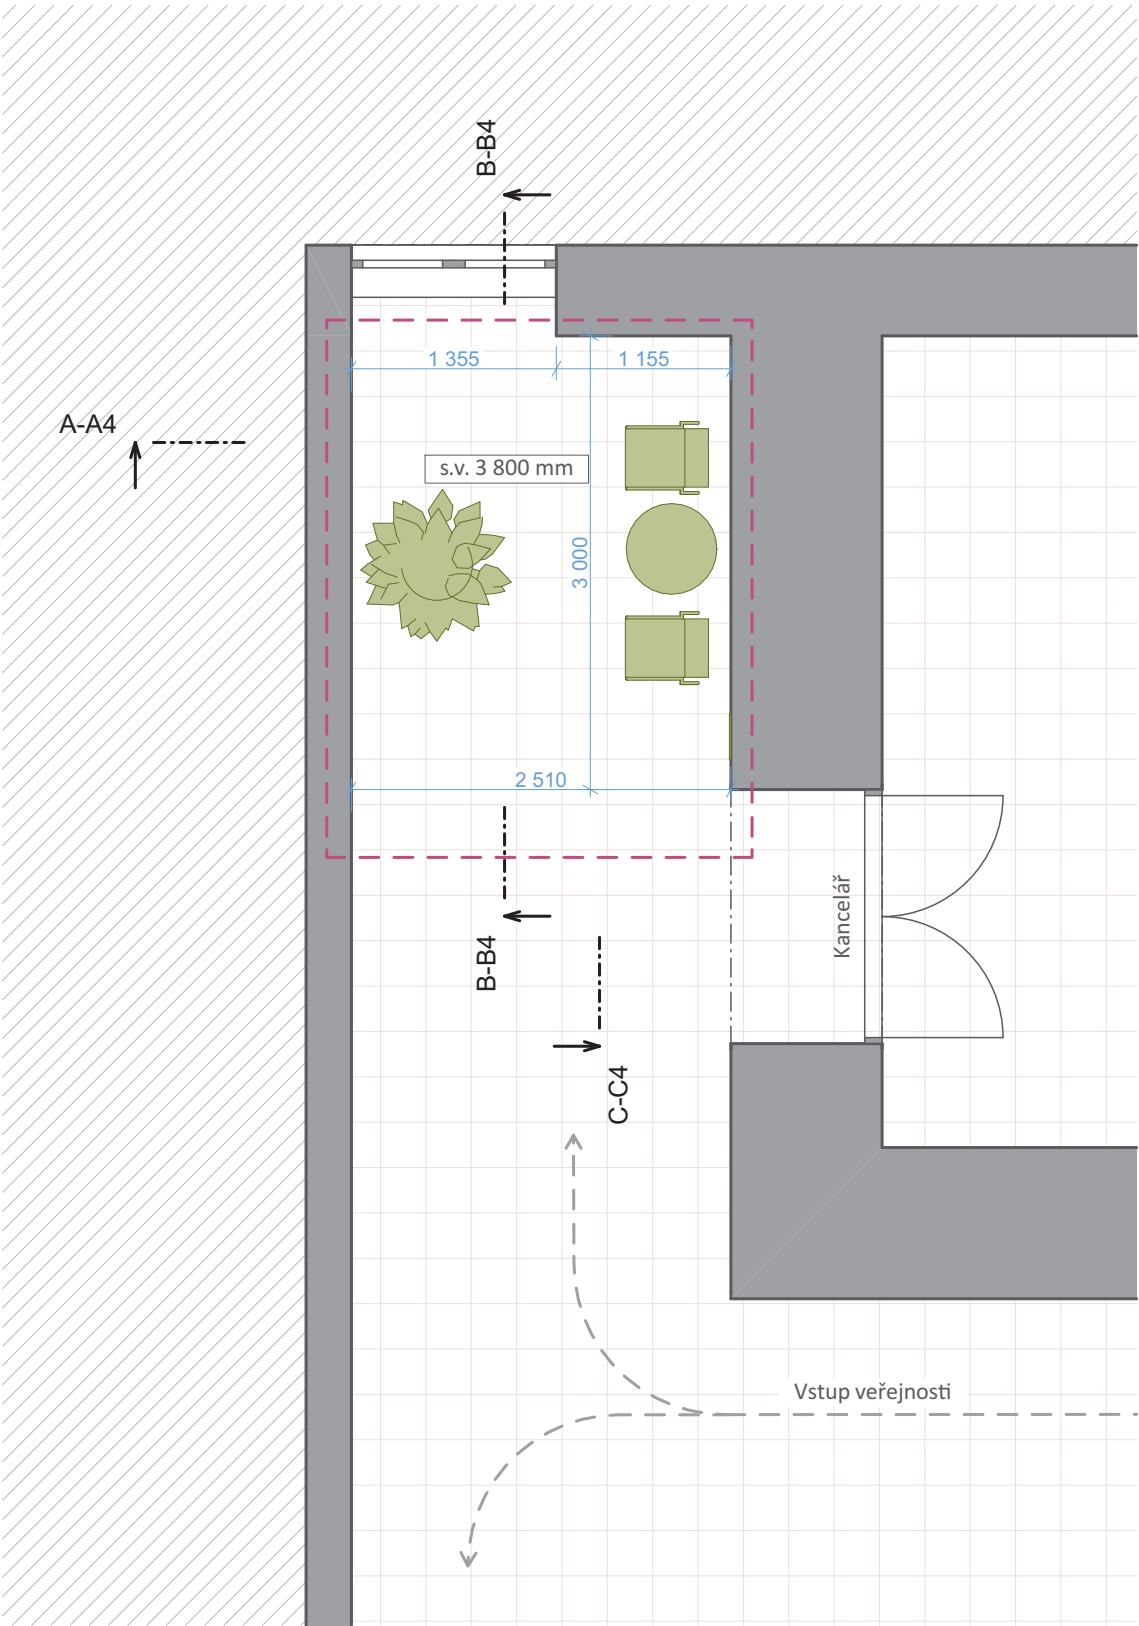 B-B4
1 355
1 155
A-A4
s.v. 3 800 mm
3 000
2 510
Kancelář
B-B4
C-C4
Vstup veřejnosti